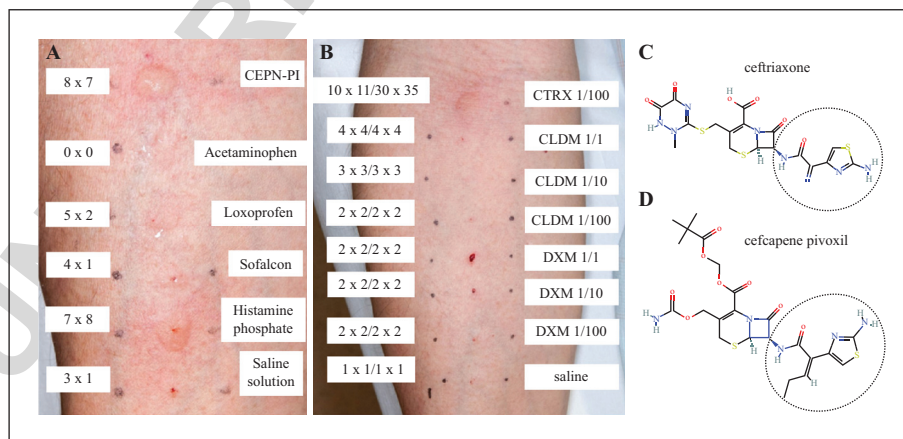 A
8 x 7
CEPN-PI
0 x 0
Acetaminophen
5 x 2
Loxoprofen
4 x 1
Sofalcon
7 x 8
Histamine
phosphate
3 x 1
Saline
solution
B
10 x 11/30 x 35
CTRX 1/100
4 x 4/4 x 4
CLDM 1/1
3 x 3/3 x 3
CLDM 1/10
2 x 2/2 x 2
CLDM 1/100
2 x 2/2 x 2
DXM 1/1
2 x 2/2 x 2
DXM 1/10
2 x 2/2 x 2
DXM 1/100
1 x 1/1 x 1
saline
C
ceftriaxone
D
cefcapene pivoxil